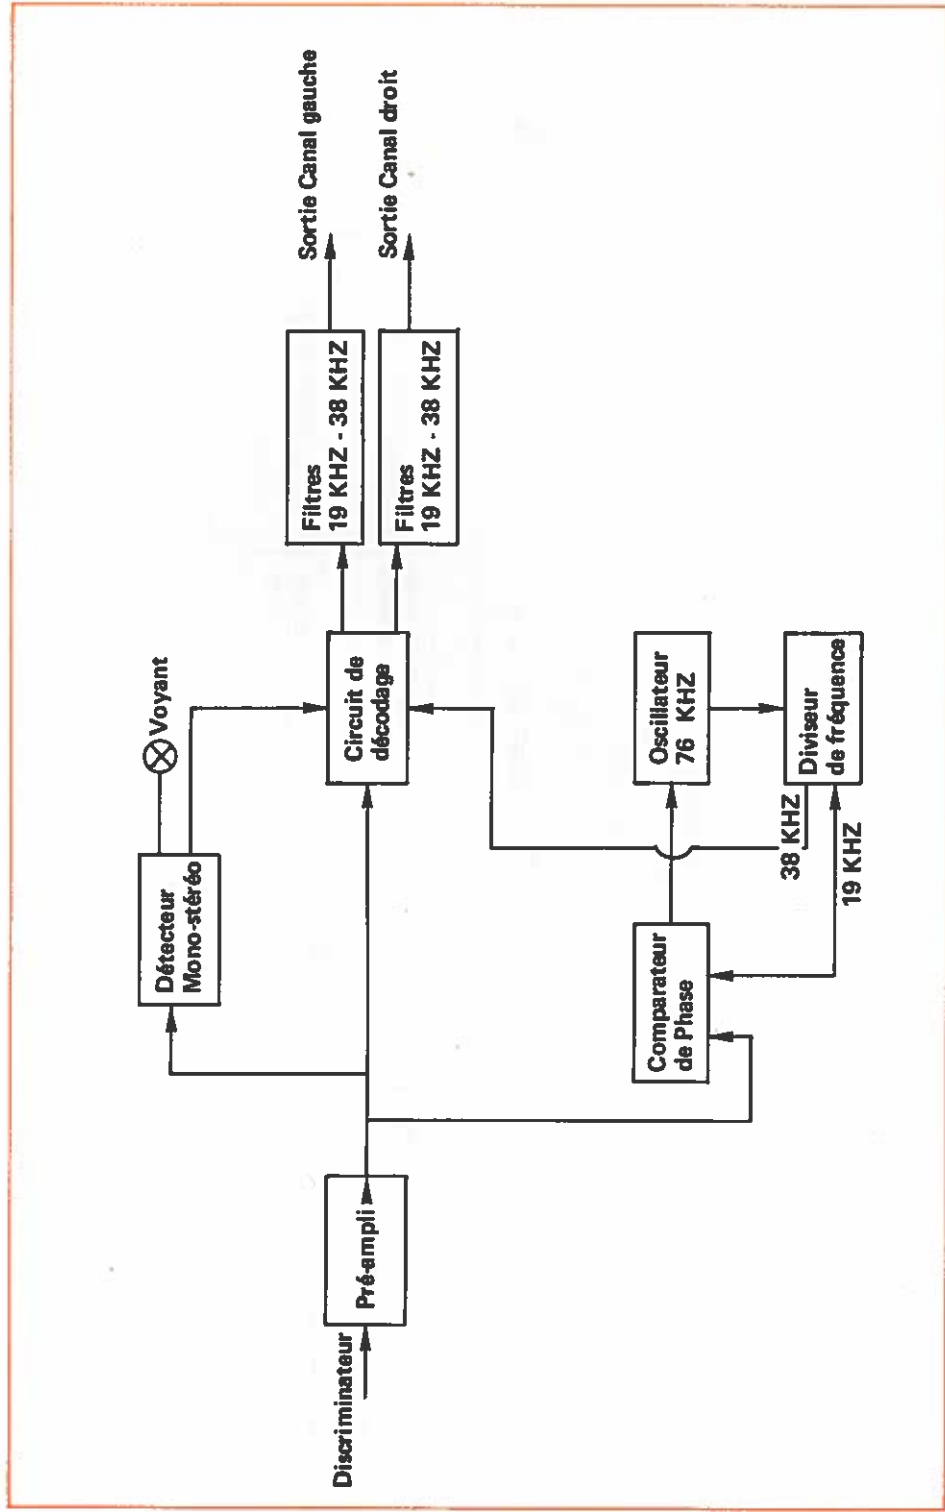 Discriminateur
Pré-ampli
Détecteur
Mono-stéréo
Voyant
Circuit de
décodage
Filtres
19 KHZ - 38 KHZ
Filtres
19 KHZ - 38 KHZ
Sortie Canal gauche
Sortie Canal droit
Comparateur
de Phase
Oscillateur
76 KHZ
38 KHZ
19 KHZ
Diviseur
de fréquence